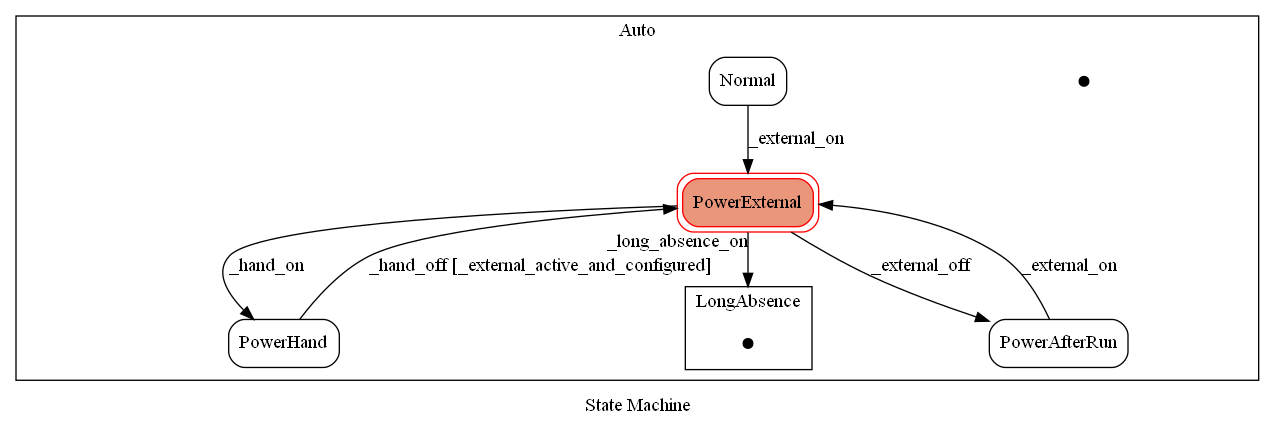 Auto
Normal
_external_on
PowerExternal
_long_absence_on
_hand_on
_hand_off [_external_active_and_configured]
_external_off
_external_on
LongAbsence
PowerHand
PowerAfterRun
State Machine